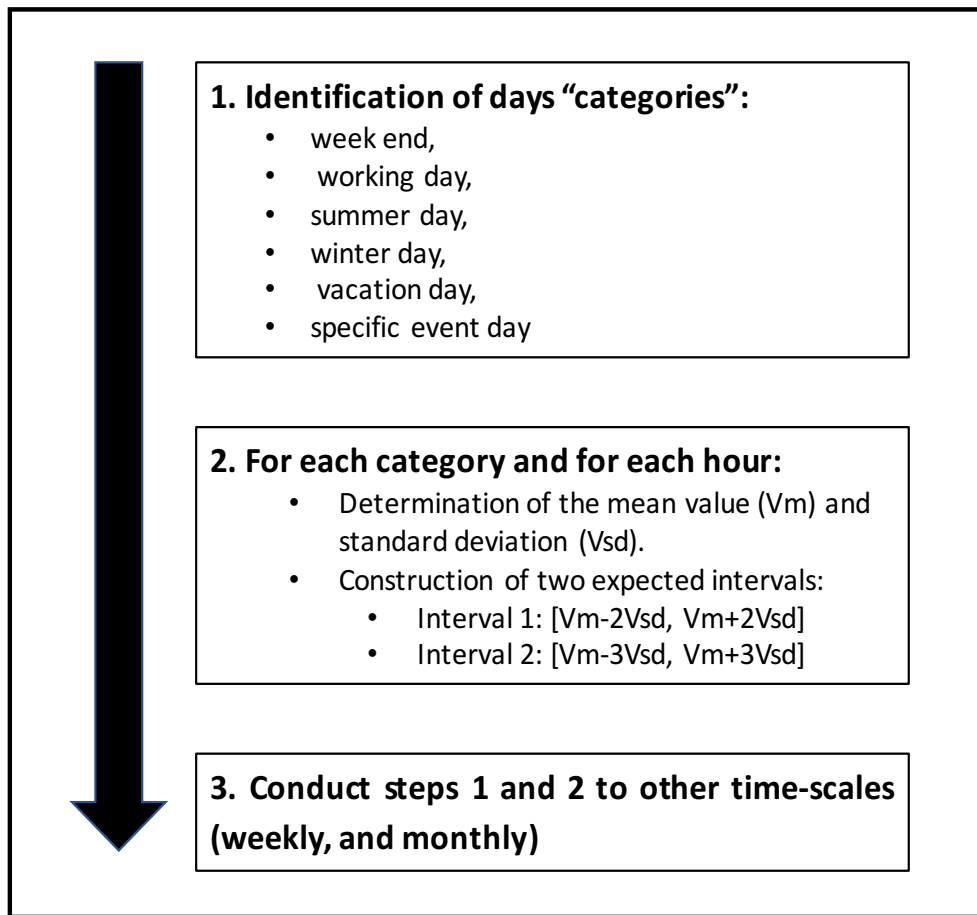 1. Identification of days “categories”:
• week end,
• working day,
• summer day,
• winter day,
• vacation day,
• specific event day
2. For each category and for each hour:
• Determination of the mean value (Vm) and
standard deviation (Vsd).
• Construction of two expected intervals:
• Interval 1: [Vm-2Vsd, Vm+2Vsd]
• Interval 2: [Vm-3Vsd, Vm+3Vsd]
3. Conduct steps 1 and 2 to other time-scales
(weekly, and monthly)